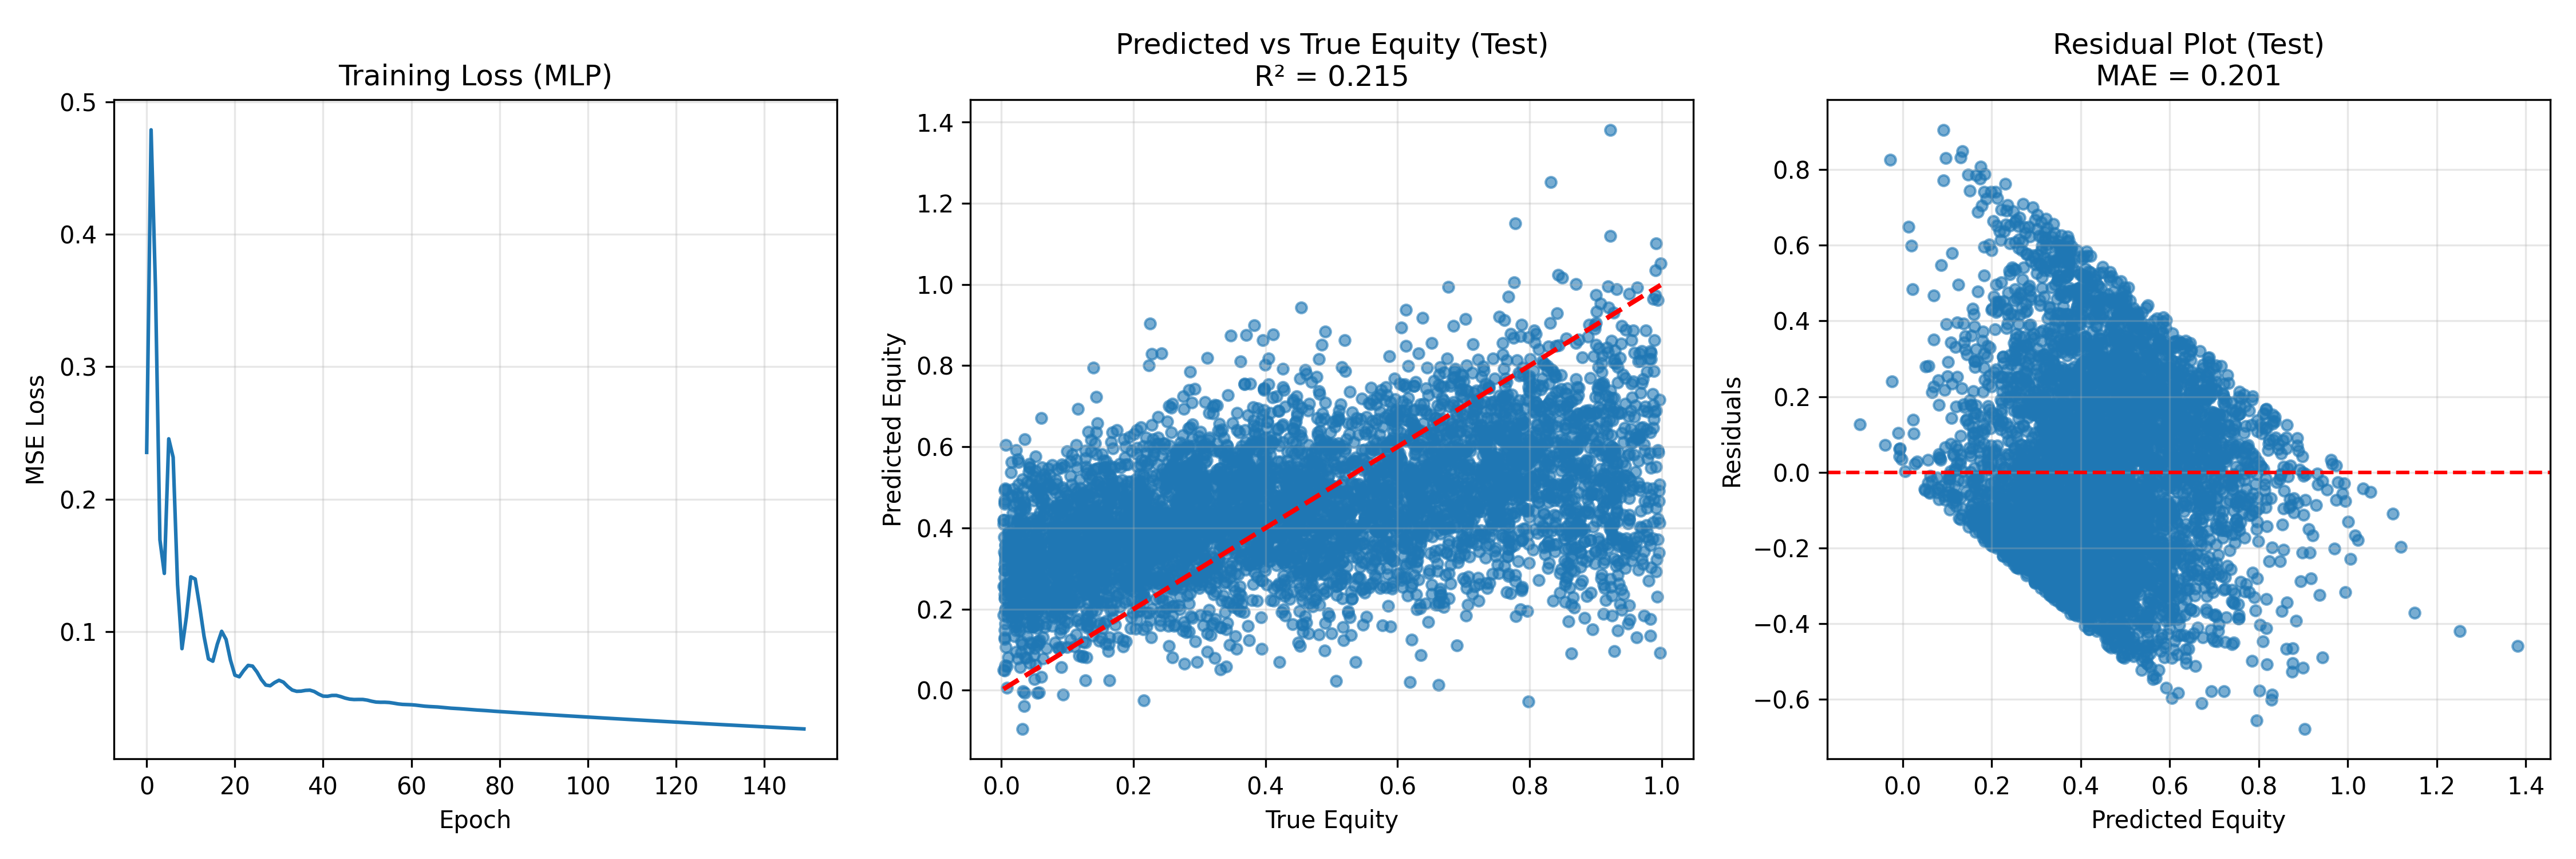 Training Loss (MLP)
0.5
0.4
0.3
0.2
0.1
MSE Loss
0 20 40 60 80 100 120 140
Epoch
Predicted vs True Equity (Test)
R² = 0.215
1.4
1.2
1.0
0.8
0.6
0.4
0.2
0.0
Predicted Equity
0.0 0.2 0.4 0.6 0.8 1.0
True Equity
Residual Plot (Test)
MAE = 0.201
0.8
0.6
0.4
0.2
0.0
−0.2
−0.4
−0.6
Residuals
0.0 0.2 0.4 0.6 0.8 1.0 1.2 1.4
Predicted Equity